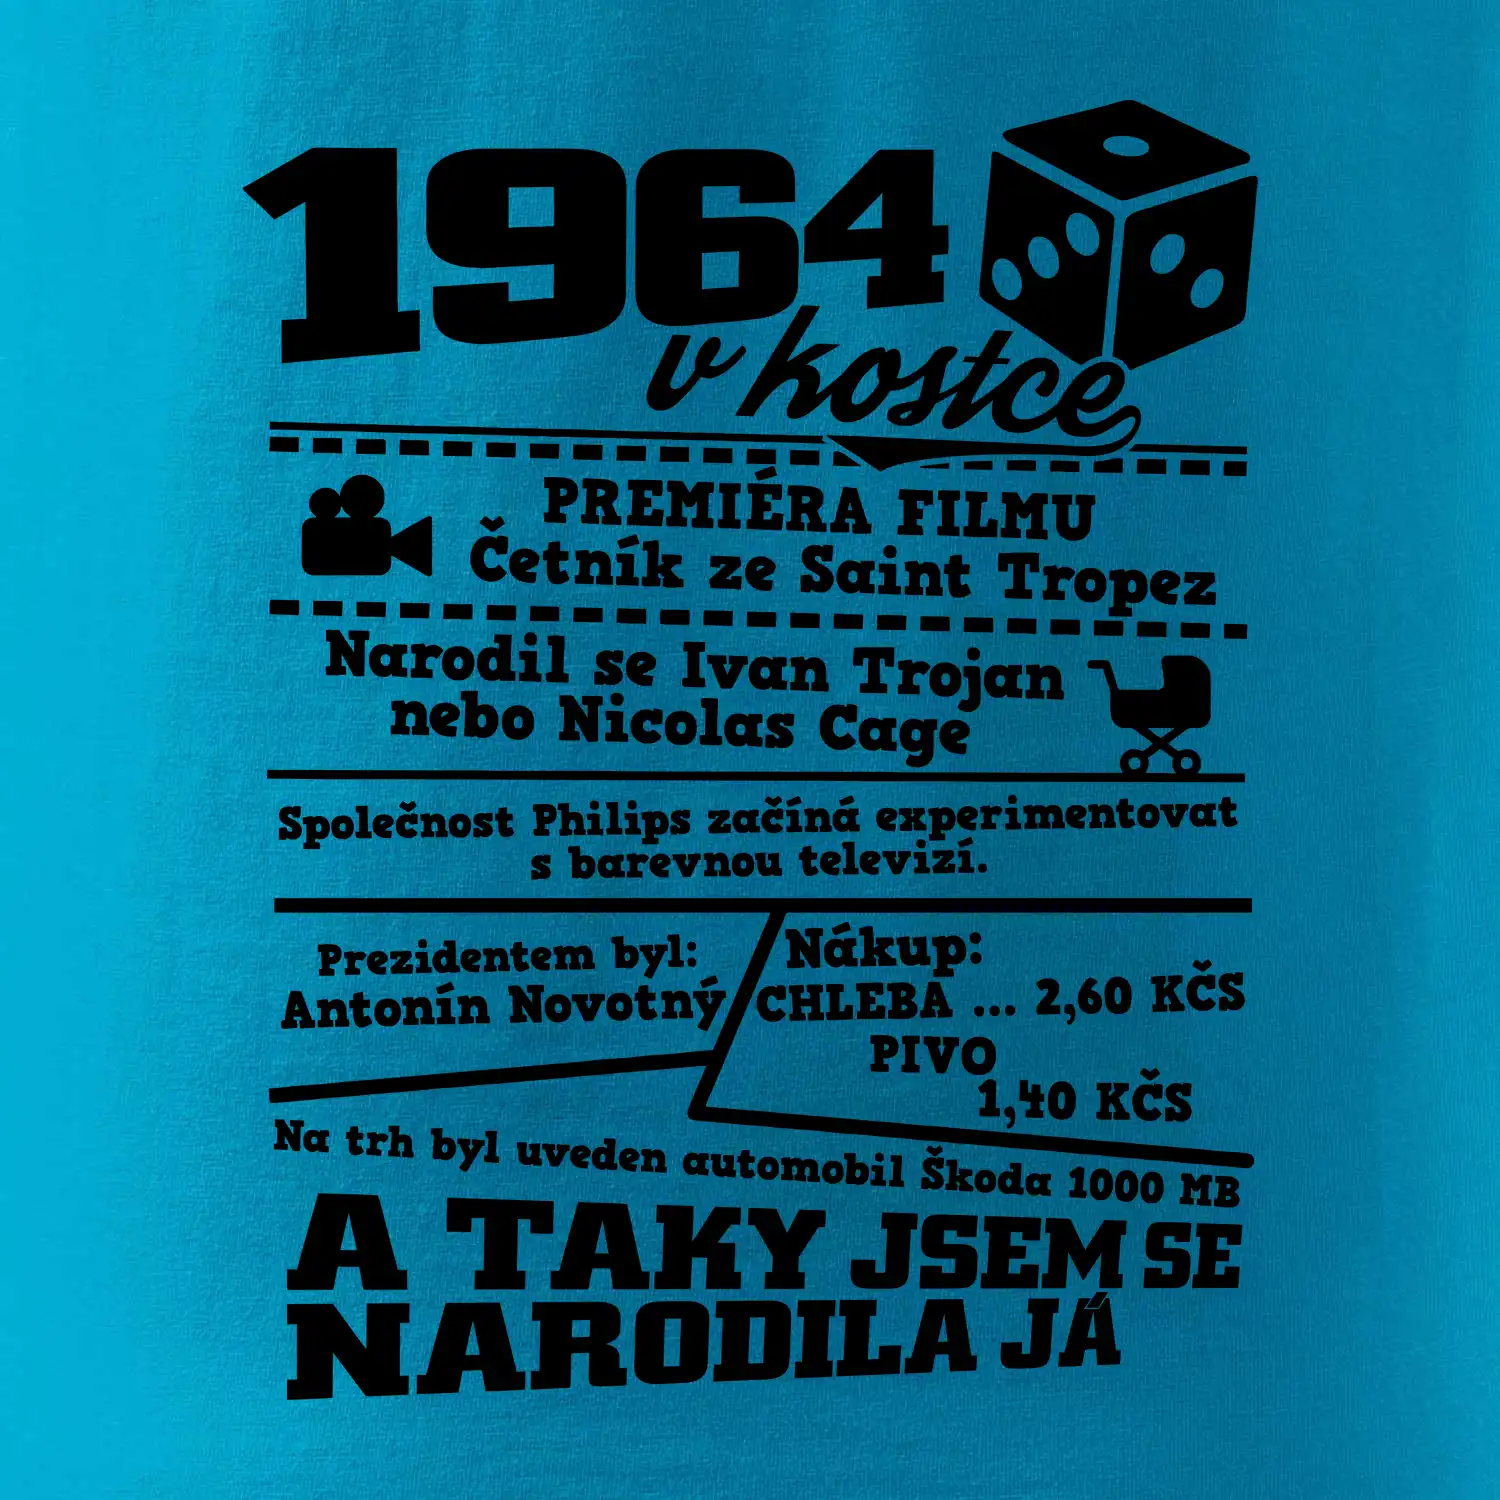 1964
v kostce
PREMIÉRA FILMU
Četník ze Saint Tropez
Narodil se Ivan Trojan
nebo Nicolas Cage
Společnost Philips začíná experimentovat
s barevnou televizí.
Prezidentem byl:
Antonín Novotný
Nákup:
CHLEBA ... 2,60 KČS
PIVO
1,40 KČS
Na trh byl uveden automobil Škoda 1000 MB
A TAKY JSEM SE
NARODILA JÁ